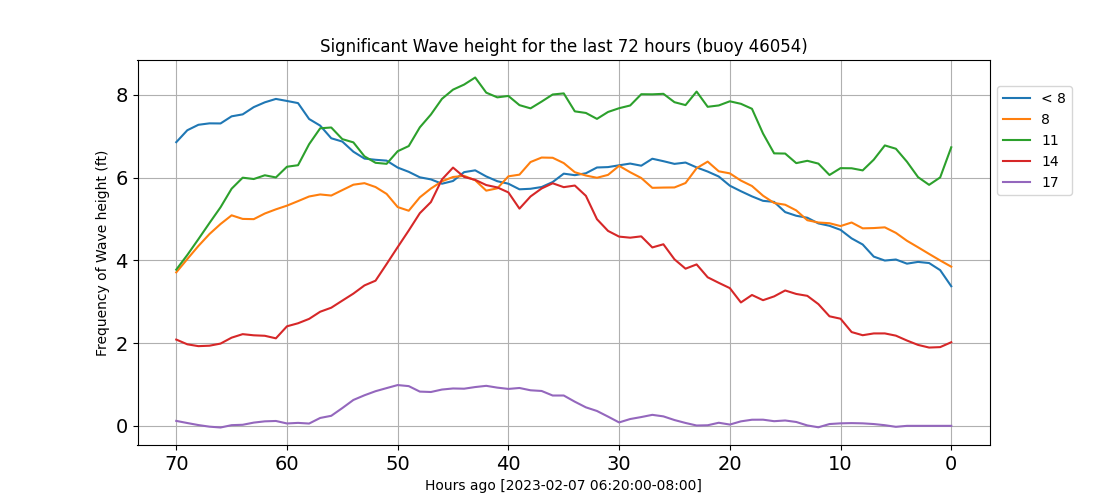 Significant Wave height for the last 72 hours (buoy 46054)
Frequency of Wave height (ft)
8
6
4
2
0
70 60 50 40 30 20 10 0
Hours ago [2023-02-07 06:20:00-08:00]
< 8
8
11
14
17